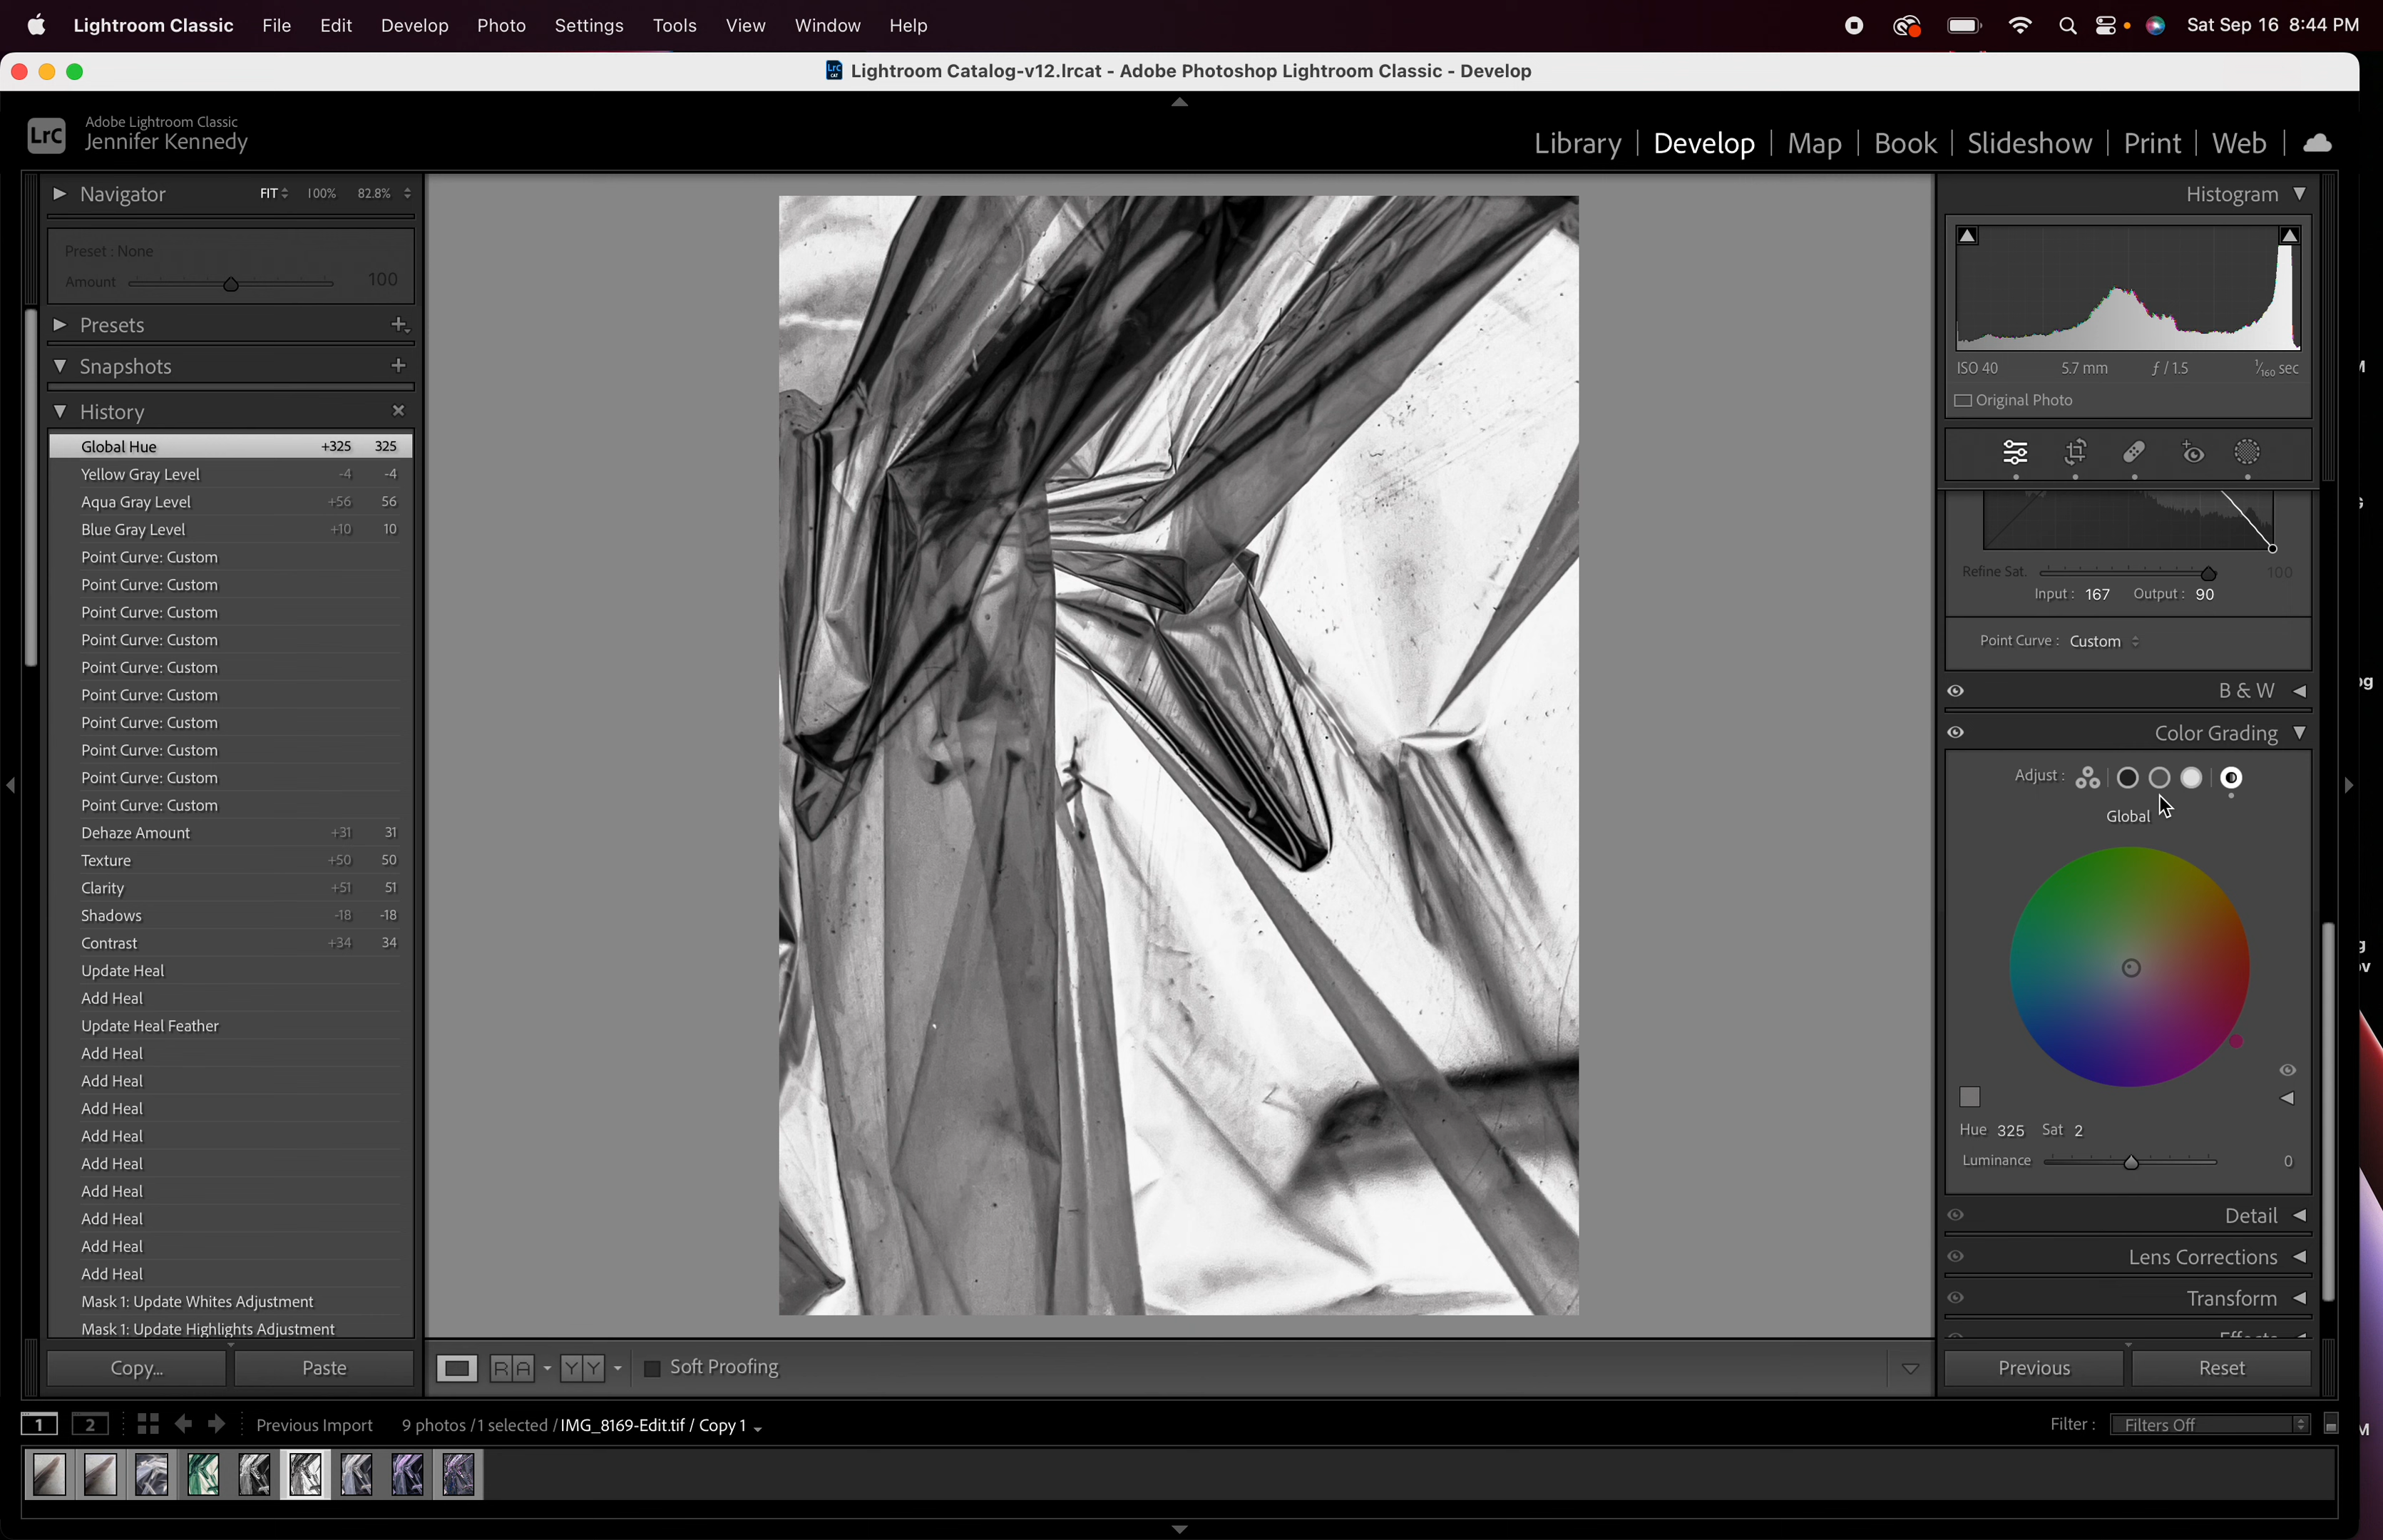 Lightroom Classic File Edit Develop Photo Settings Tools View Window Help Sat Sep 16 8:44 PM
Lightroom Catalog-v12.lrcat - Adobe Photoshop Lightroom Classic - Develop
LrC Adobe Lightroom Classic
Jennifer Kennedy
Library | Develop | Map | Book | Slideshow | Print | Web
Navigator FIT 100% 82.8%
Preset : None
Amount 100
Presets
Snapshots
History
Global Hue +325 325
Yellow Gray Level -4 -4
Aqua Gray Level +56 56
Blue Gray Level +10 10
Point Curve: Custom
Point Curve: Custom
Point Curve: Custom
Point Curve: Custom
Point Curve: Custom
Point Curve: Custom
Point Curve: Custom
Point Curve: Custom
Point Curve: Custom
Point Curve: Custom
Dehaze Amount +31 31
Texture +50 50
Clarity +51 51
Shadows -18 -18
Contrast +34 34
Update Heal
Add Heal
Update Heal Feather
Add Heal
Add Heal
Add Heal
Add Heal
Add Heal
Add Heal
Add Heal
Add Heal
Add Heal
Mask 1: Update Whites Adjustment
Mask 1: Update Highlights Adjustment
Copy... Paste
Histogram
ISO 40 5.7 mm ƒ / 1.5 1/160 sec
Original Photo
Refine Sat. 100
Input : 167 Output : 90
Point Curve : Custom
B & W
Color Grading
Adjust :
Global
Hue 325 Sat 2
Luminance 0
Detail
Lens Corrections
Transform
Effects
Previous Reset
R A Y Y Soft Proofing
1 2 Previous Import 9 photos / 1 selected / IMG_8169-Edit.tif / Copy 1
Filter : Filters Off